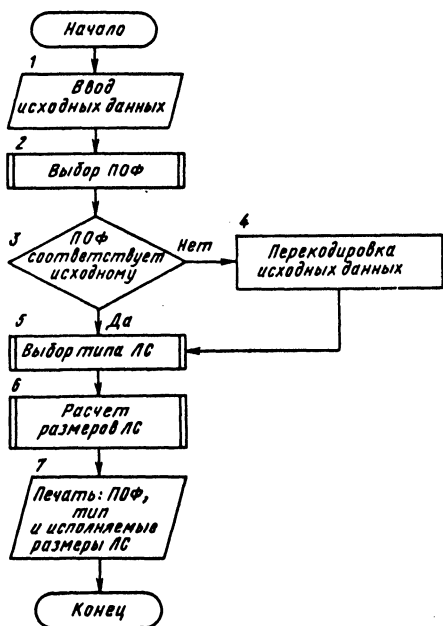 Начало
1
Ввод
исходных данных
2
Выбор ПОФ
3
ПОФ
соответствует
исходному
Нет
4
Перекодировка
исходных данных
Да
5
Выбор типа ЛС
6
Расчет
размеров ЛС
7
Печать: ПОФ,
тип
и исполняемые
размеры ЛС
Конец